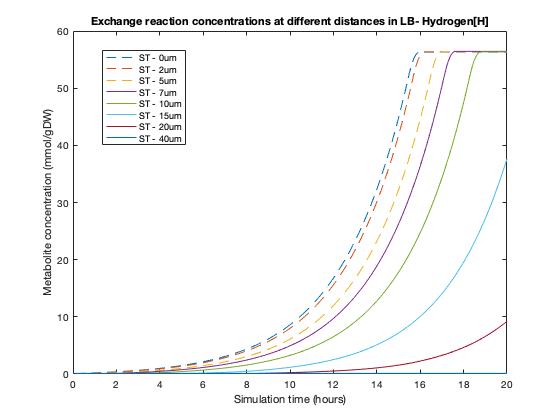 Exchange reaction concentrations at different distances in LB- Hydrogen[H]
60
50
40
30
20
10
0
Metabolite concentration (mmol/gDW)
ST - 0um
ST - 2um
ST - 5um
ST - 7um
ST - 10um
ST - 15um
ST - 20um
ST - 40um
0 2 4 6 8 10 12 14 16 18 20
Simulation time (hours)